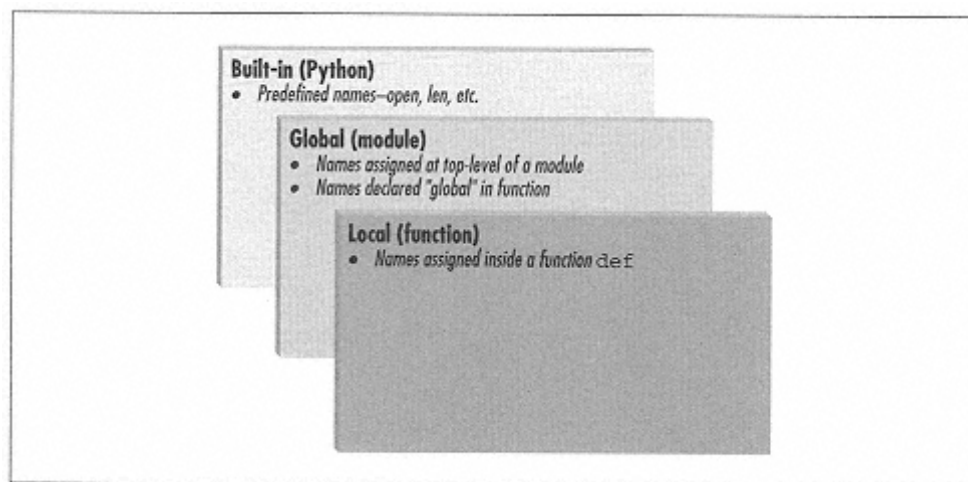 Built-in (Python)
• Predefined names–open, len, etc.
Global (module)
• Names assigned at top-level of a module
• Names declared "global" in function
Local (function)
• Names assigned inside a function def